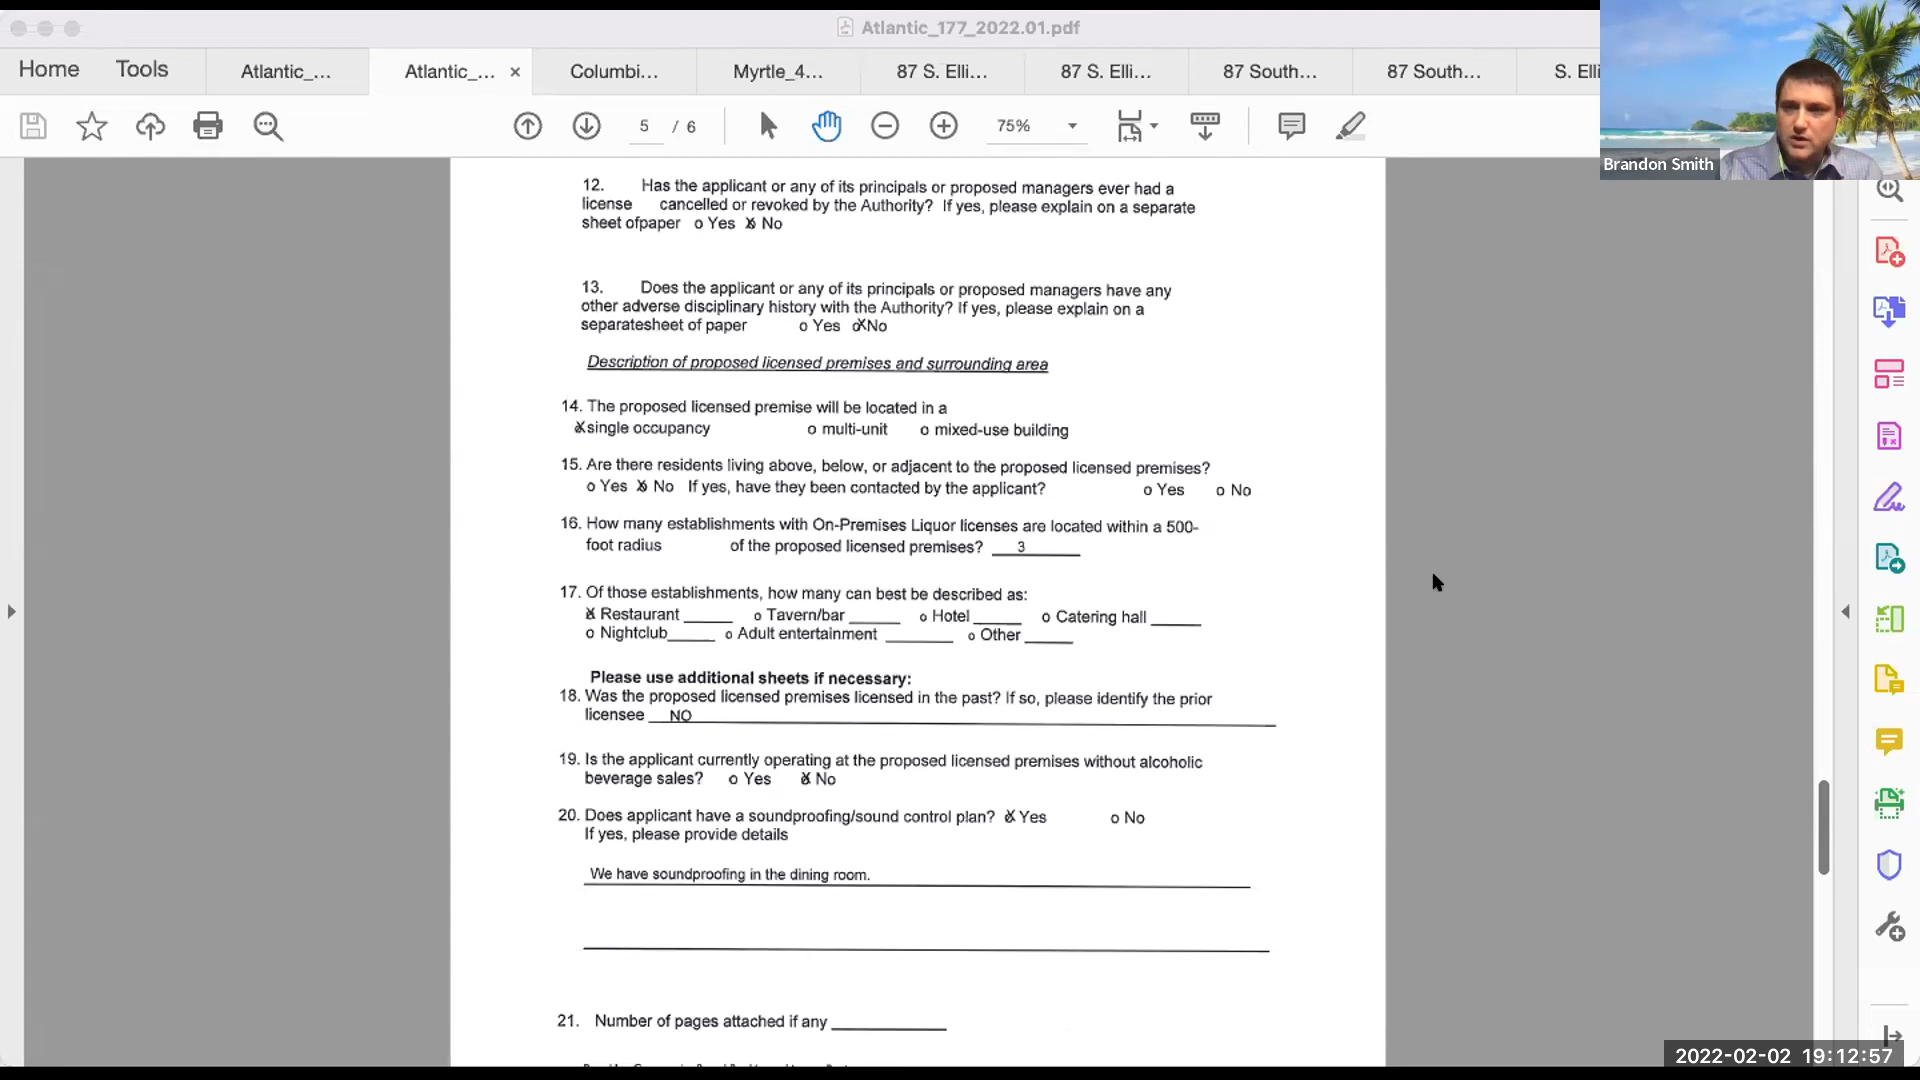 Atlantic_177_2022.01.pdf
Home Tools Atlantic_... Atlantic_... × Columbi... Myrtle_4... 87 S. Elli... 87 S. Elli... 87 South... 87 South... S. Elli
5 / 6 75%
Brandon Smith
12. Has the applicant or any of its principals or proposed managers ever had a
license cancelled or revoked by the Authority? If yes, please explain on a separate
sheet ofpaper o Yes X No
13. Does the applicant or any of its principals or proposed managers have any
other adverse disciplinary history with the Authority? If yes, please explain on a
separatesheet of paper o Yes oXNo
Description of proposed licensed premises and surrounding area
14. The proposed licensed premise will be located in a
X single occupancy o multi-unit o mixed-use building
15. Are there residents living above, below, or adjacent to the proposed licensed premises?
o Yes X No If yes, have they been contacted by the applicant? o Yes o No
16. How many establishments with On-Premises Liquor licenses are located within a 500-
foot radius of the proposed licensed premises? 3
17. Of those establishments, how many can best be described as:
X Restaurant ______ o Tavern/bar ______ o Hotel ______ o Catering hall ______
o Nightclub______ o Adult entertainment ________ o Other ______
Please use additional sheets if necessary:
18. Was the proposed licensed premises licensed in the past? If so, please identify the prior
licensee NO
19. Is the applicant currently operating at the proposed licensed premises without alcoholic
beverage sales? o Yes X No
20. Does applicant have a soundproofing/sound control plan? X Yes o No
If yes, please provide details
We have soundproofing in the dining room.
21. Number of pages attached if any ____________
2022-02-02 19:12:57